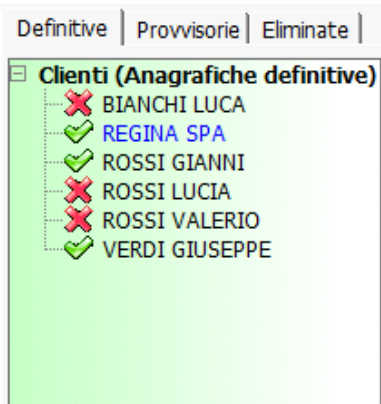 Definitive | Provvisorie | Eliminate |
Clienti (Anagrafiche definitive)
BIANCHI LUCA
REGINA SPA
ROSSI GIANNI
ROSSI LUCIA
ROSSI VALERIO
VERDI GIUSEPPE